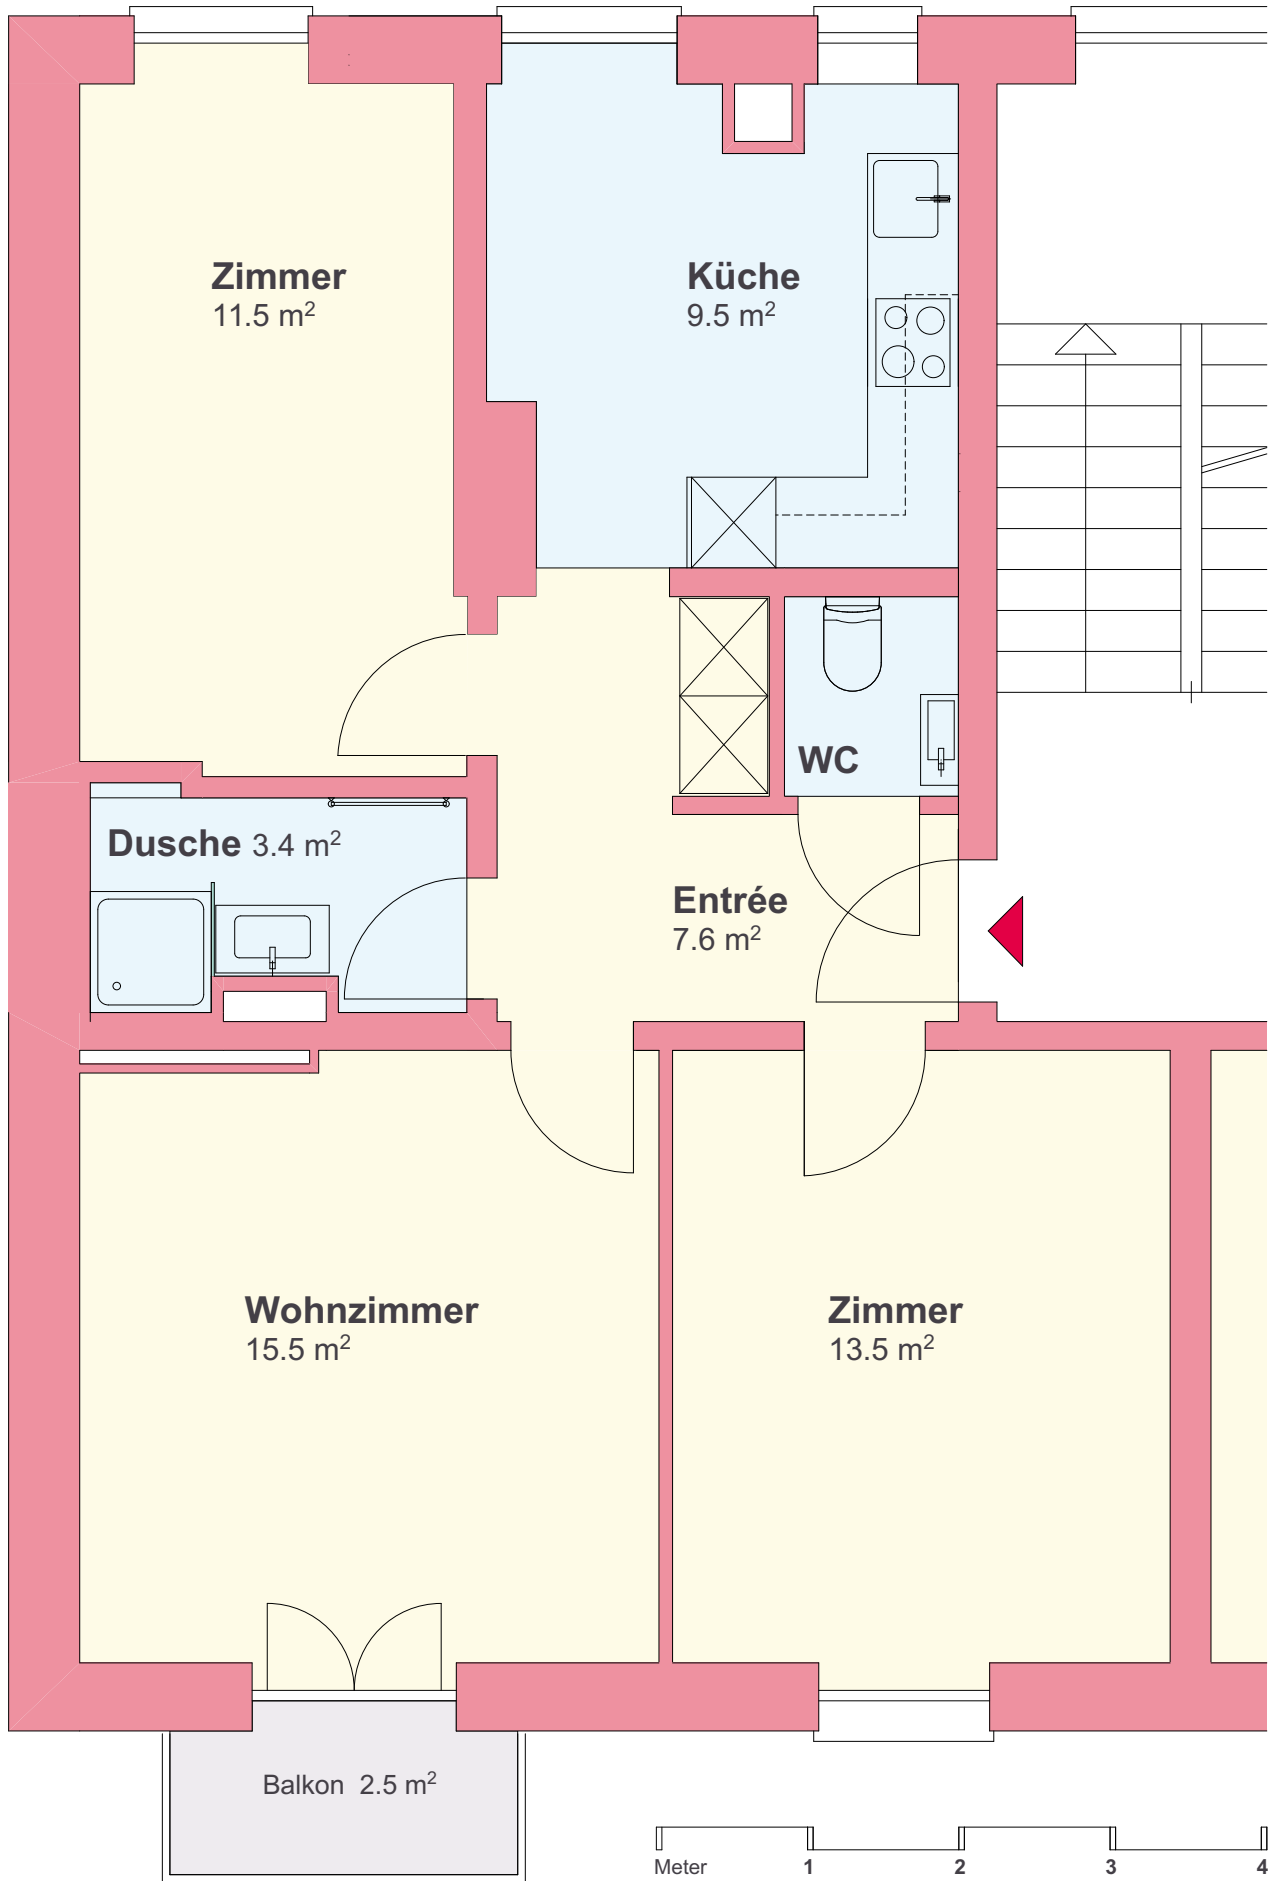 Zimmer
11.5 m²
Küche
9.5 m²
WC
Dusche 3.4 m²
Entrée
7.6 m²
Wohnzimmer
15.5 m²
Zimmer
13.5 m²
Balkon 2.5 m²
Meter 1 2 3 4